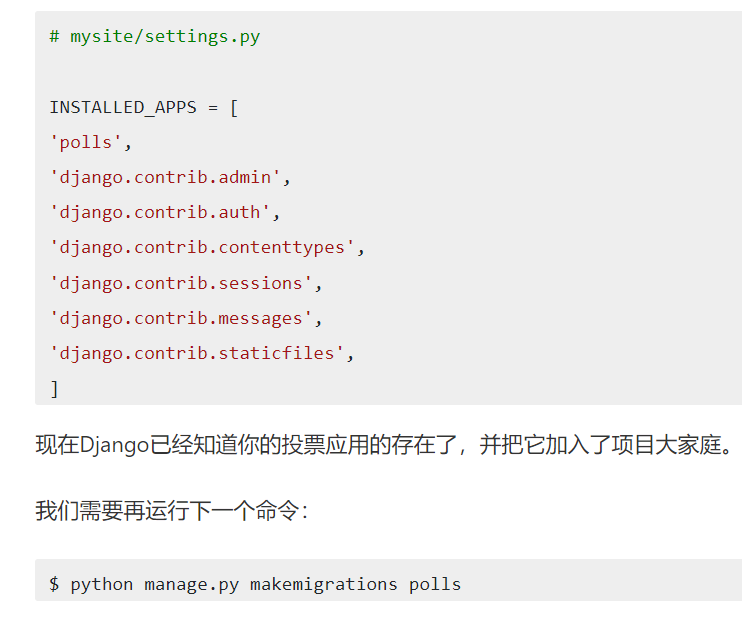 # mysite/settings.py
INSTALLED_APPS = [
'polls',
'django.contrib.admin',
'django.contrib.auth',
'django.contrib.contenttypes',
'django.contrib.sessions',
'django.contrib.messages',
'django.contrib.staticfiles',
]
现在Django已经知道你的投票应用的存在了，并把它加入了项目大家庭。
我们需要再运行下一个命令：
$ python manage.py makemigrations polls